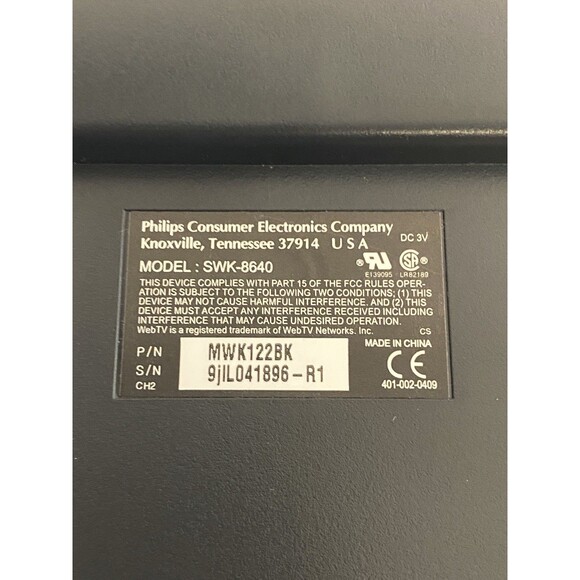 Philips Consumer Electronics Company
Knoxville, Tennessee 37914 U S A
DC 3V
MODEL : SWK-8640
E139095 LR82189
THIS DEVICE COMPLIES WITH PART 15 OF THE FCC RULES OPER-
ATION IS SUBJECT TO THE FOLLOWING TWO CONDITIONS; (1) THIS
DEVICE MAY NOT CAUSE HARMFUL INTERFERENCE. AND (2) THIS
DEVICE MUST ACCEPT ANY INTERFERENCE RECEIVED INCLUDING
INTERFERENCE THAT MAY CAUSE UNDESIRED OPERATION.
WebTV is a registered trademark of WebTV Networks. Inc. CS
P/N MWK122BK
MADE IN CHINA
S/N 9jIL041896-R1
CE
CH2
401-002-0409